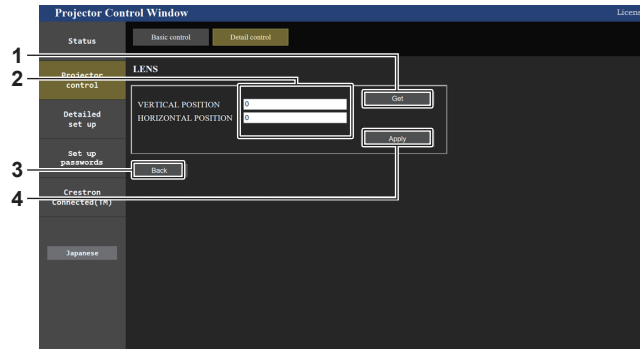 Projector Control Window
Licens
Status
Basic control
Detail control
1
2
LENS
Projector
control
VERTICAL POSITION
0
Get
HORIZONTAL POSITION
0
Detailed
set up
Apply
Set up
passwords
3
Back
4
Crestron
Connected(TM)
Japanese